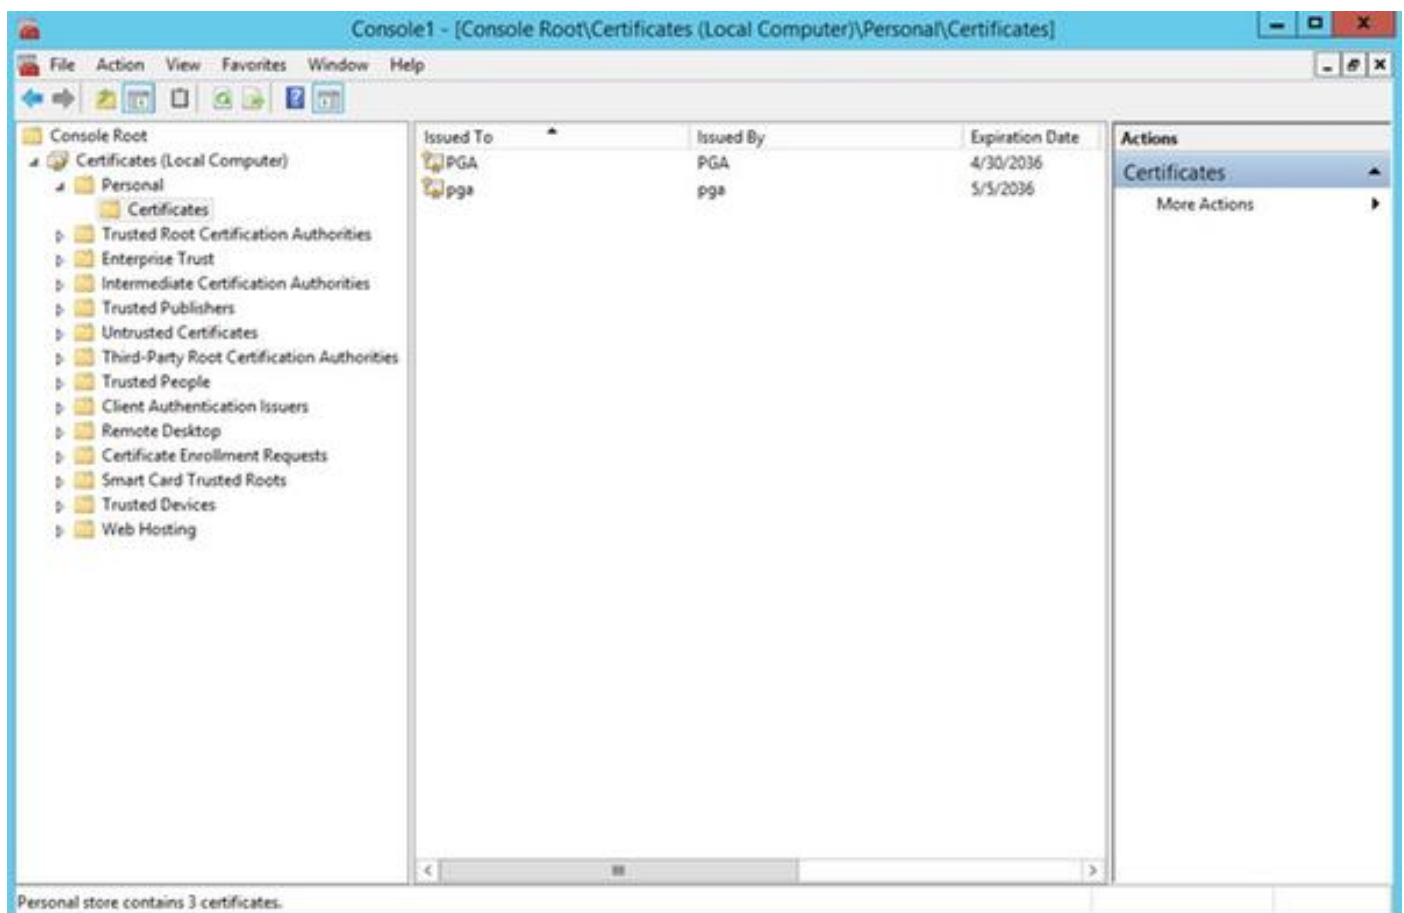 Console1 - [Console Root\Certificates (Local Computer)\Personal\Certificates]
File Action View Favorites Window Help
Console Root
Certificates (Local Computer)
Personal
Certificates
Trusted Root Certification Authorities
Enterprise Trust
Intermediate Certification Authorities
Trusted Publishers
Untrusted Certificates
Third-Party Root Certification Authorities
Trusted People
Client Authentication Issuers
Remote Desktop
Certificate Enrollment Requests
Smart Card Trusted Roots
Trusted Devices
Web Hosting
Issued To Issued By Expiration Date
PGA PGA 4/30/2036
pga pga 5/5/2036
Actions
Certificates
More Actions
Personal store contains 3 certificates.